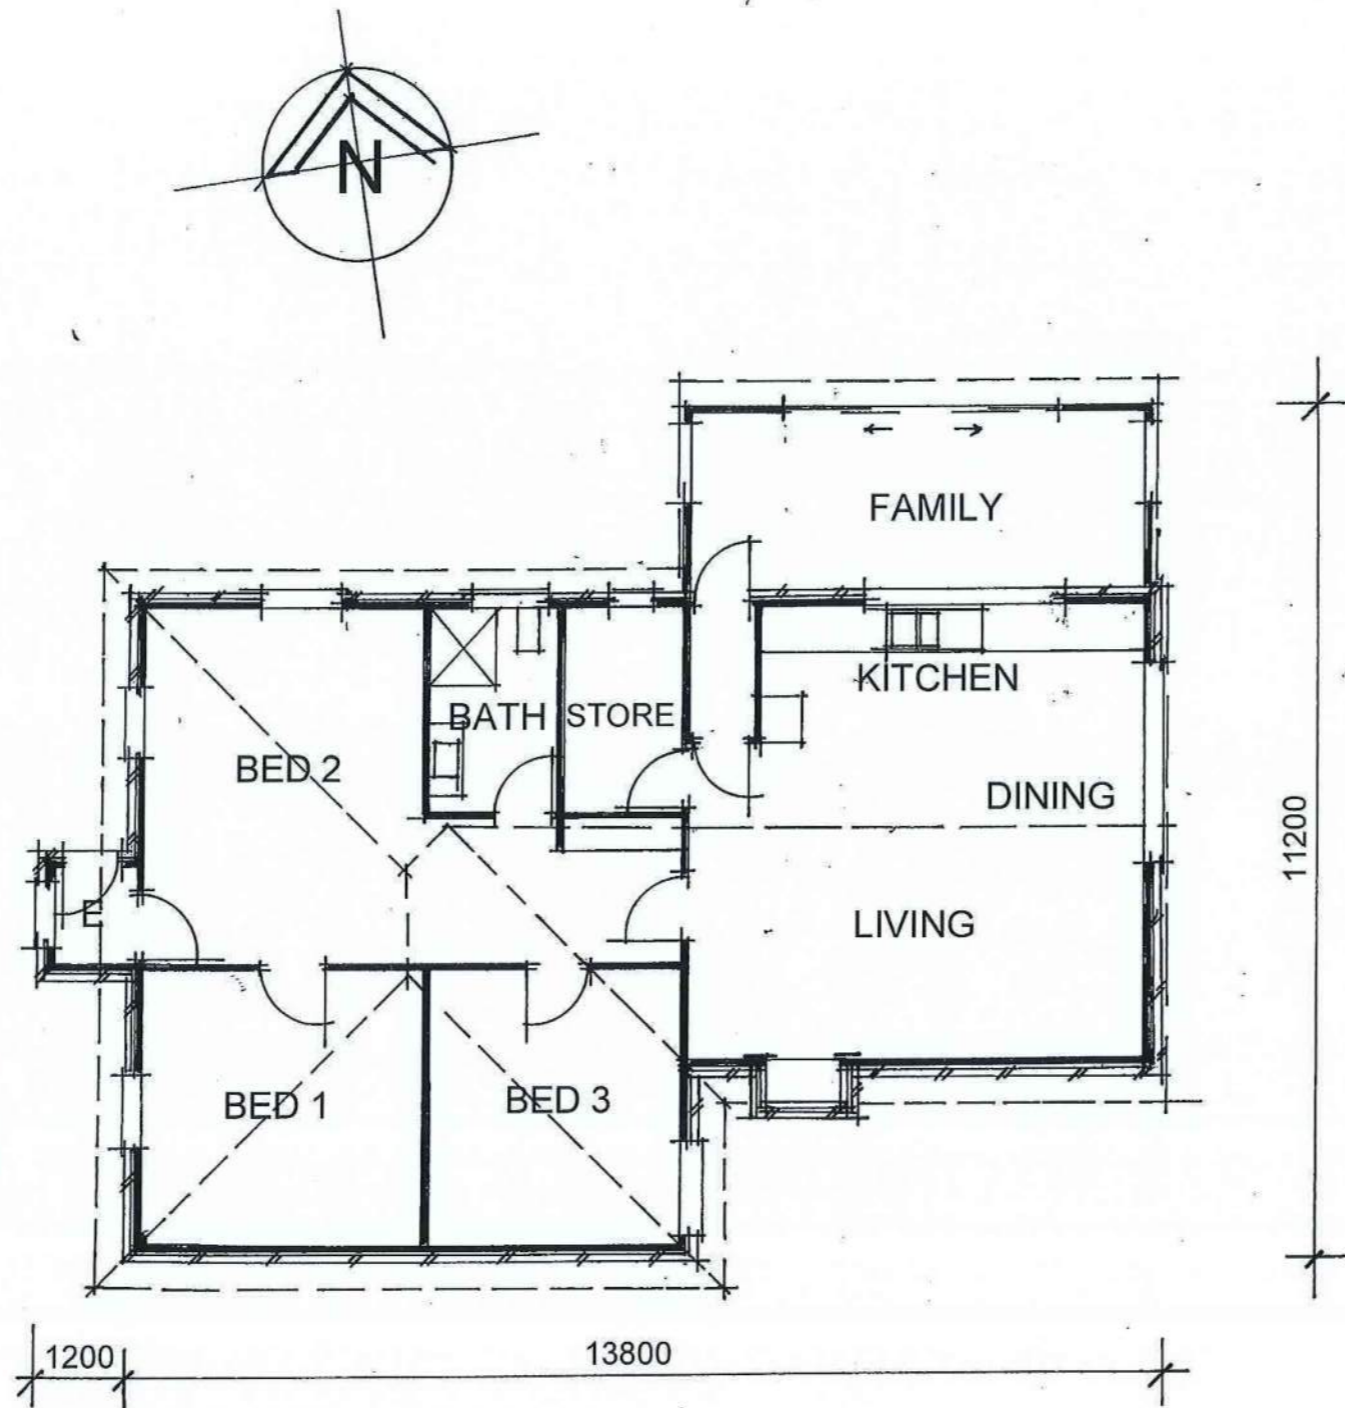 N
FAMILY
KITCHEN
BATH STORE
BED 2
DINING
11200
E
LIVING
BED 1
BED 3
1200
13800